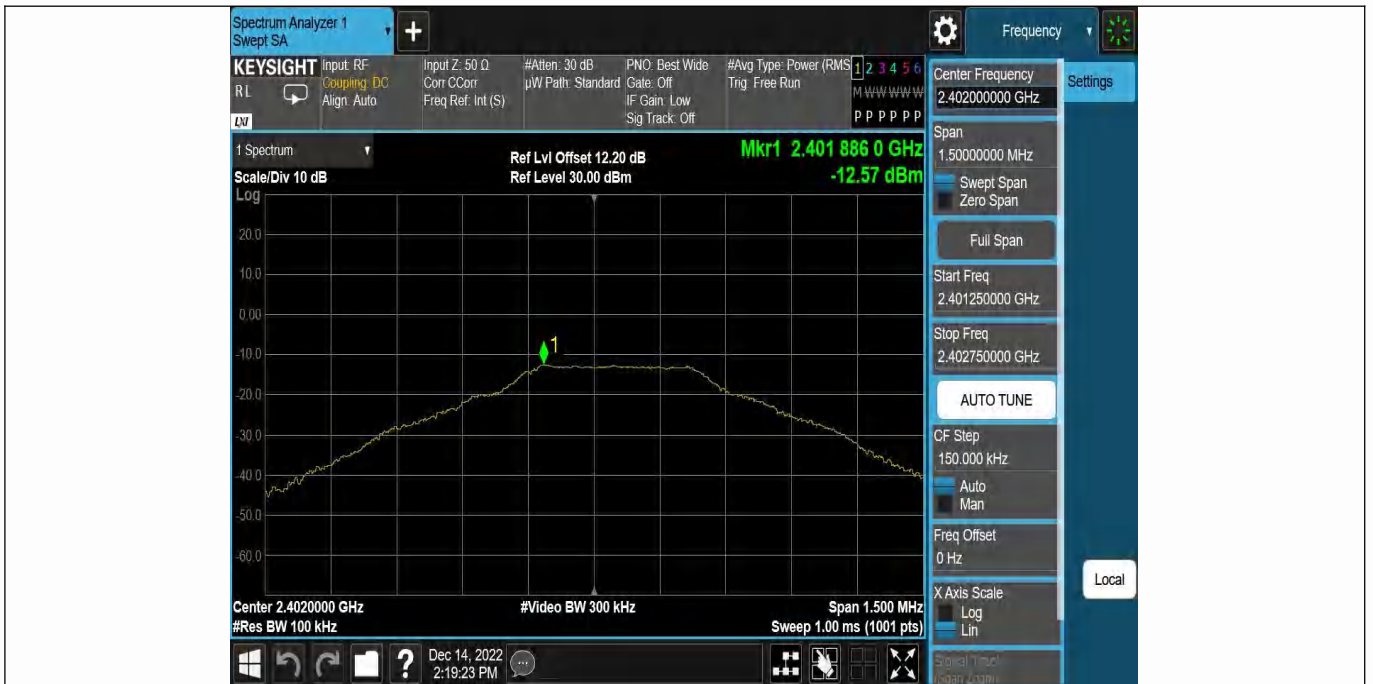 Spectrum Analyzer 1
Swept SA
+
Frequency
KEYSIGHT
RL
LXI
Input: RF
Coupling: DC
Align: Auto
Input Z: 50 Ω
Corr CCorr
Freq Ref: Int (S)
#Atten: 30 dB
µW Path: Standard
PNO: Best Wide
Gate: Off
IF Gain: Low
Sig Track: Off
#Avg Type: Power (RMS
Trig: Free Run
1 2 3 4 5 6
M W W W W W
P P P P P P
1 Spectrum
Scale/Div 10 dB
Ref Lvl Offset 12.20 dB
Ref Level 30.00 dBm
Mkr1 2.401 886 0 GHz
-12.57 dBm
Log
20.0
10.0
0.00
-10.0
-20.0
-30.0
-40.0
-50.0
-60.0
1
Center 2.4020000 GHz
#Res BW 100 kHz
#Video BW 300 kHz
Span 1.500 MHz
Sweep 1.00 ms (1001 pts)
Center Frequency
2.402000000 GHz
Settings
Span
1.50000000 MHz
Swept Span
Zero Span
Full Span
Start Freq
2.401250000 GHz
Stop Freq
2.402750000 GHz
AUTO TUNE
CF Step
150.000 kHz
Auto
Man
Freq Offset
0 Hz
X Axis Scale
Log
Lin
Signal Track
(Span Zoom)
Local
?
Dec 14, 2022
2:19:23 PM